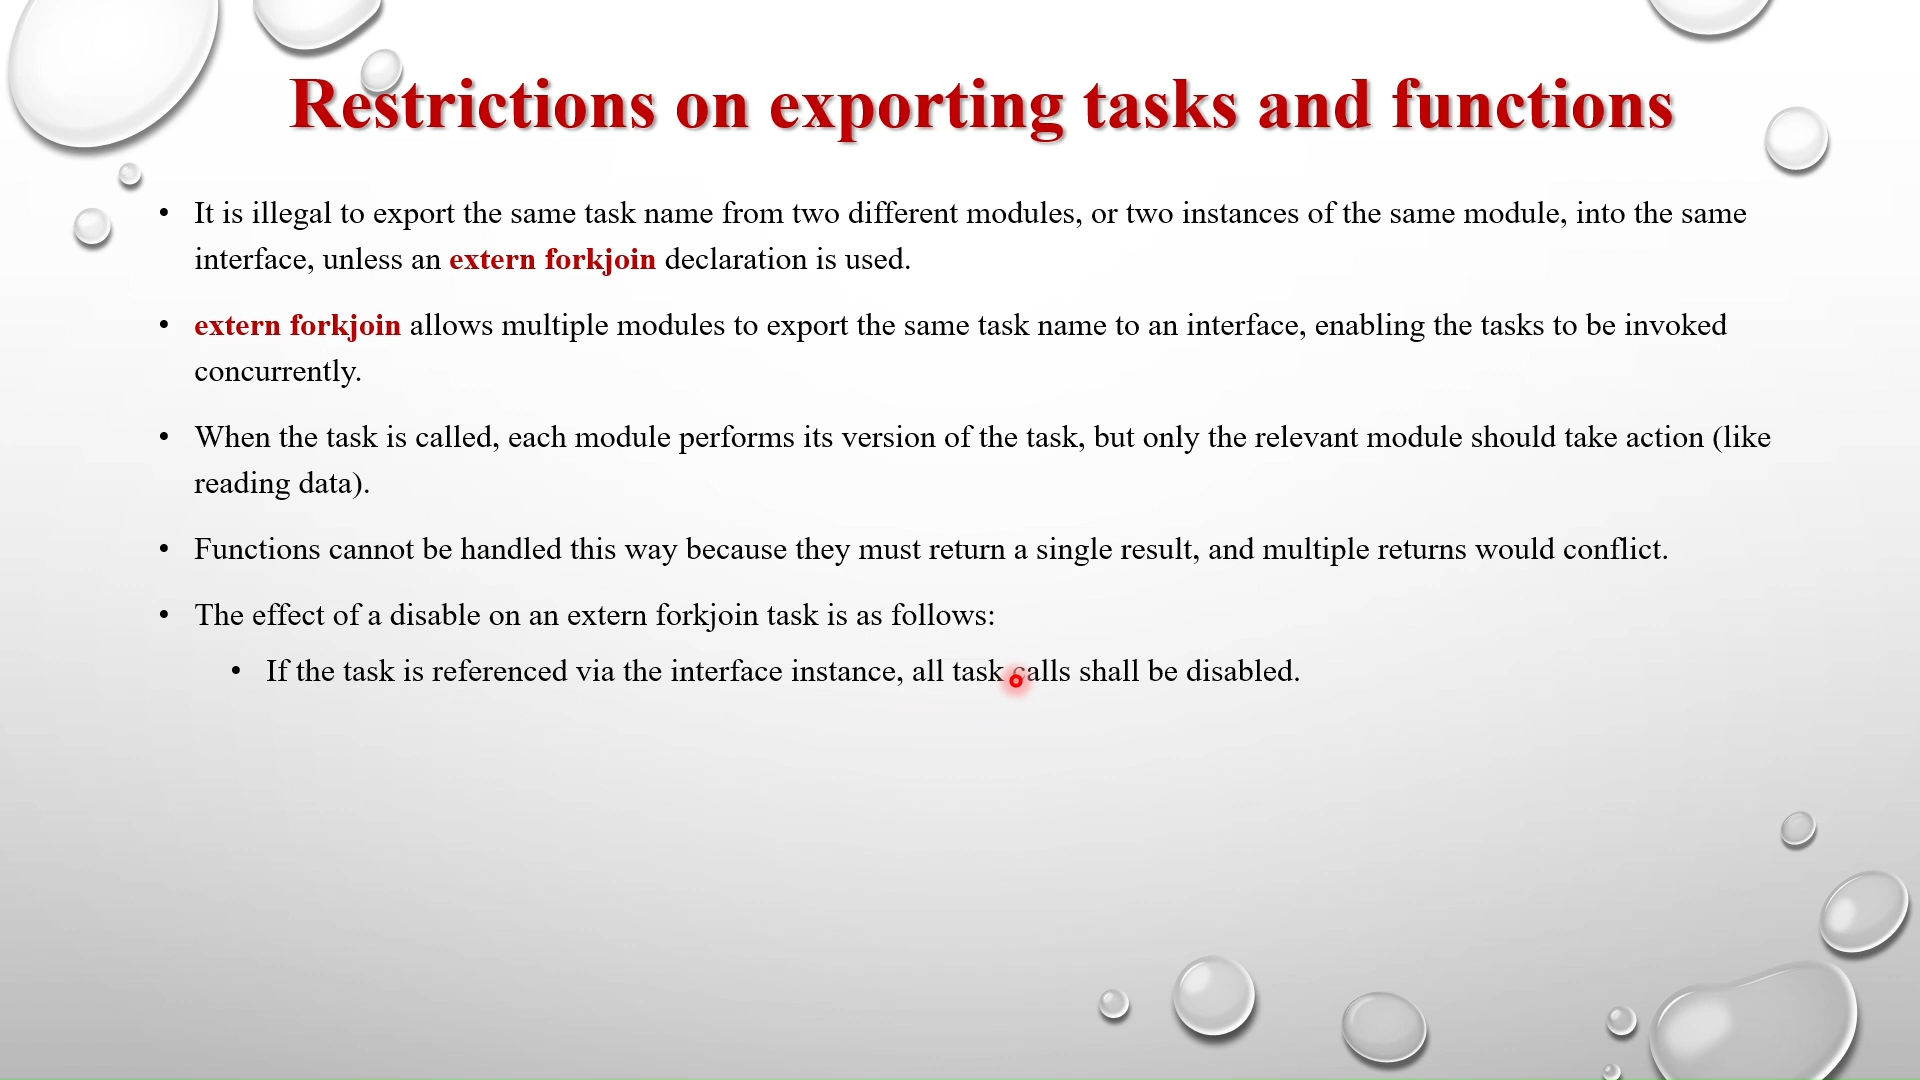 Restrictions on exporting tasks and functions
• It is illegal to export the same task name from two different modules, or two instances of the same module, into the same
interface, unless an extern forkjoin declaration is used.
• extern forkjoin allows multiple modules to export the same task name to an interface, enabling the tasks to be invoked
concurrently.
• When the task is called, each module performs its version of the task, but only the relevant module should take action (like
reading data).
• Functions cannot be handled this way because they must return a single result, and multiple returns would conflict.
• The effect of a disable on an extern forkjoin task is as follows:
• If the task is referenced via the interface instance, all task calls shall be disabled.